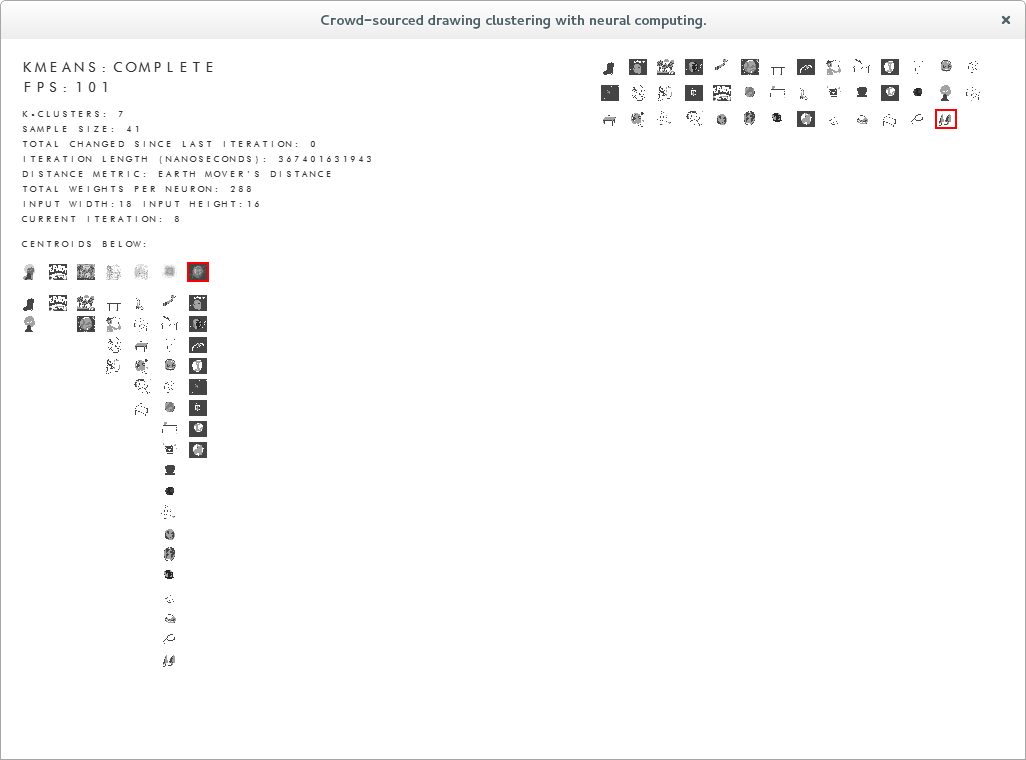 Crowd-sourced drawing clustering with neural computing.
KMEANS: COMPLETE
FPS: 101
K-CLUSTERS: 7
SAMPLE SIZE: 41
TOTAL CHANGED SINCE LAST ITERATION: 0
ITERATION LENGTH (NANOSECONDS): 367401631943
DISTANCE METRIC: EARTH MOVER'S DISTANCE
TOTAL WEIGHTS PER NEURON: 288
INPUT WIDTH: 18 INPUT HEIGHT: 16
CURRENT ITERATION: 8
CENTROIDS BELOW: